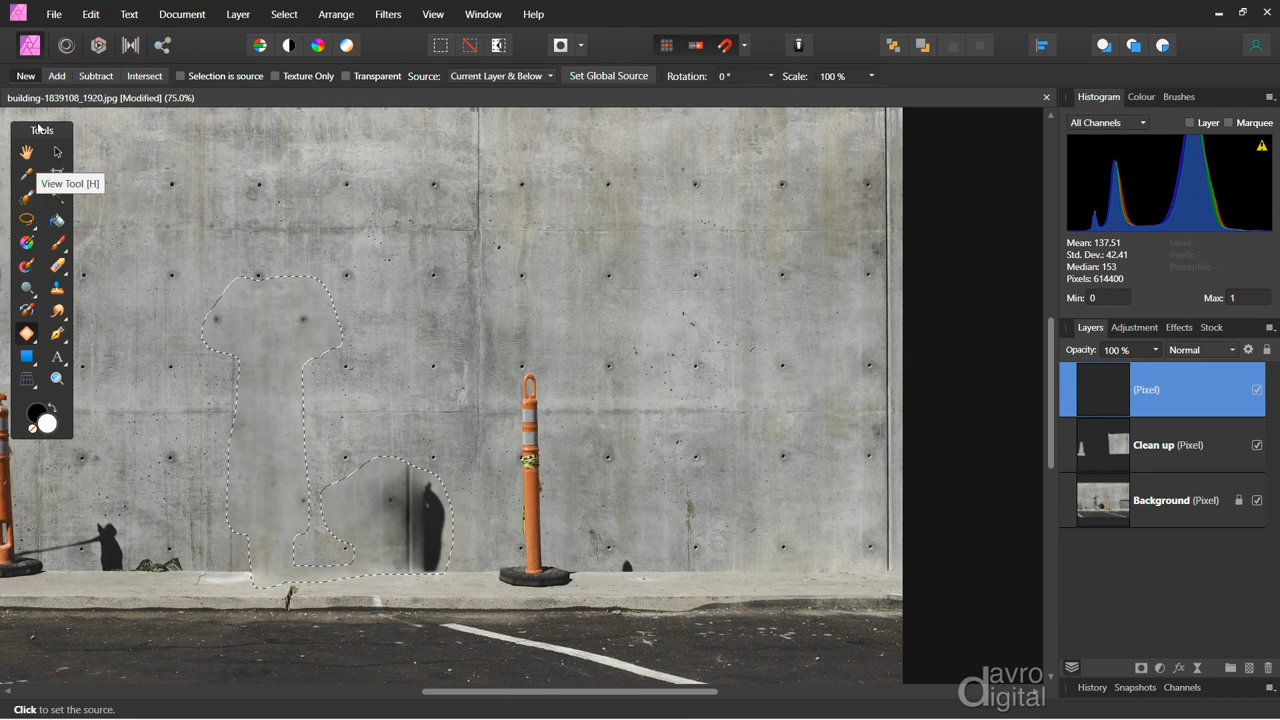 File Edit Text Document Layer Select Arrange Filters View Window Help
New Add Subtract Intersect Selection is source Texture Only Transparent Source: Current Layer & Below Set Global Source Rotation: 0 ° Scale: 100 %
building-1839108_1920.jpg [Modified] (75.0%)
Histogram Colour Brushes
Tools
All Channels Layer Marquee
View Tool [H]
Mean: 137.51 Level:
Std. Dev.: 42.41 Pixels: -
Median: 153 Percentile:
Pixels: 614400
Min: 0 Max: 1
Layers Adjustment Effects Stock
Opacity: 100 % Normal
(Pixel)
Clean up (Pixel)
Background (Pixel)
A
fx
davro
digital
History Snapshots Channels
Click to set the source.